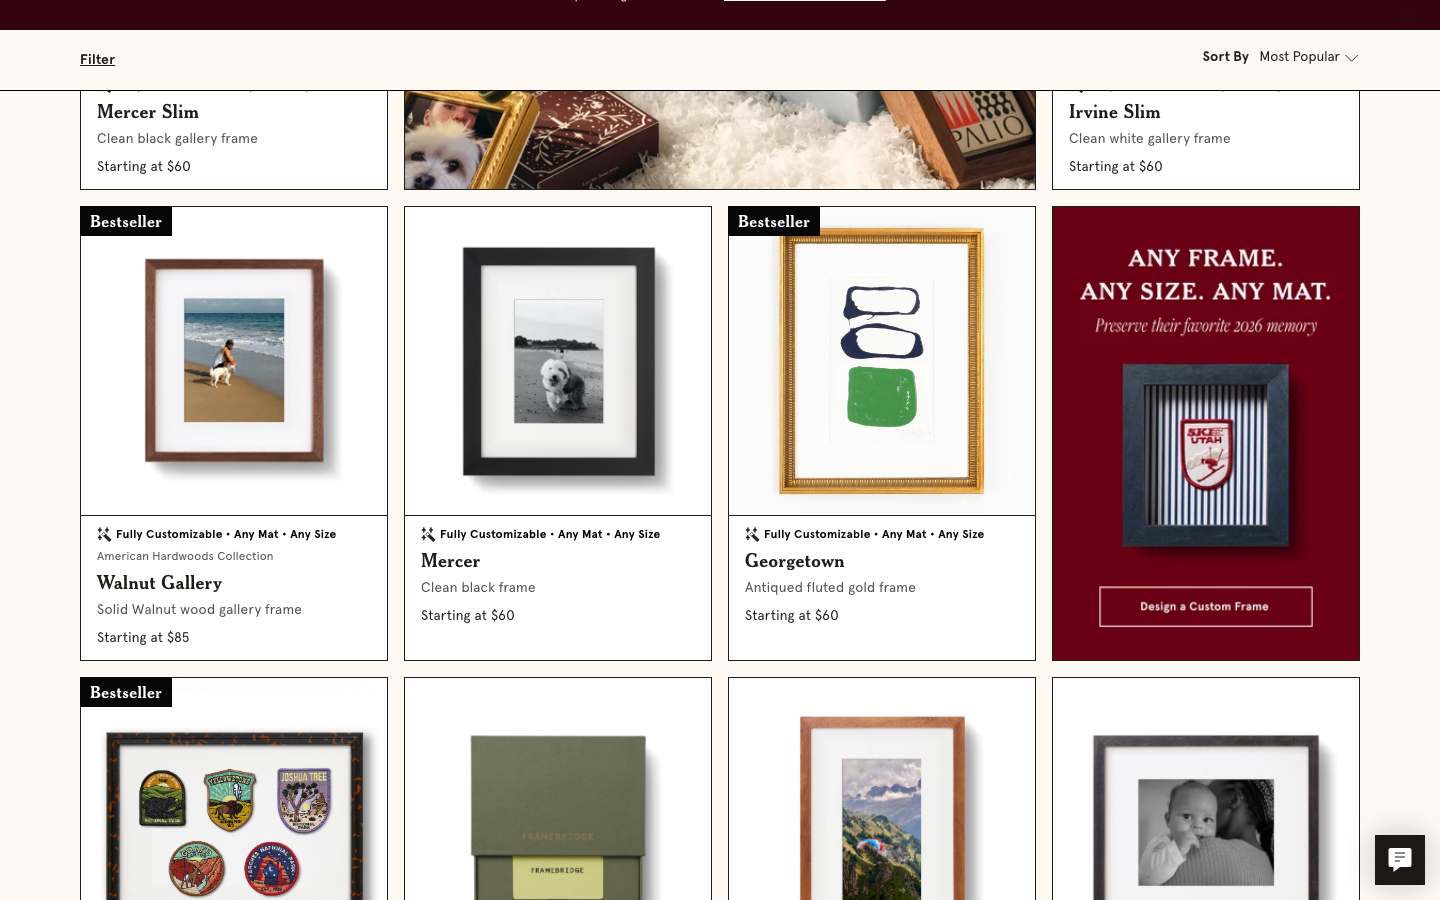 Filter
Sort By Most Popular
Mercer Slim
Clean black gallery frame
Starting at $60
PALIO
Irvine Slim
Clean white gallery frame
Starting at $60
Bestseller
Fully Customizable • Any Mat • Any Size
American Hardwoods Collection
Walnut Gallery
Solid Walnut wood gallery frame
Starting at $85
Fully Customizable • Any Mat • Any Size
Mercer
Clean black frame
Starting at $60
Bestseller
Fully Customizable • Any Mat • Any Size
Georgetown
Antiqued fluted gold frame
Starting at $60
ANY FRAME.
ANY SIZE. ANY MAT.
Preserve their favorite 2026 memory
SKI
UTAH
Design a Custom Frame
Bestseller
YELLOWSTONE
JOSHUA TREE
NATIONAL PARK
FRAMEBRIDGE
FRAMEBRIDGE